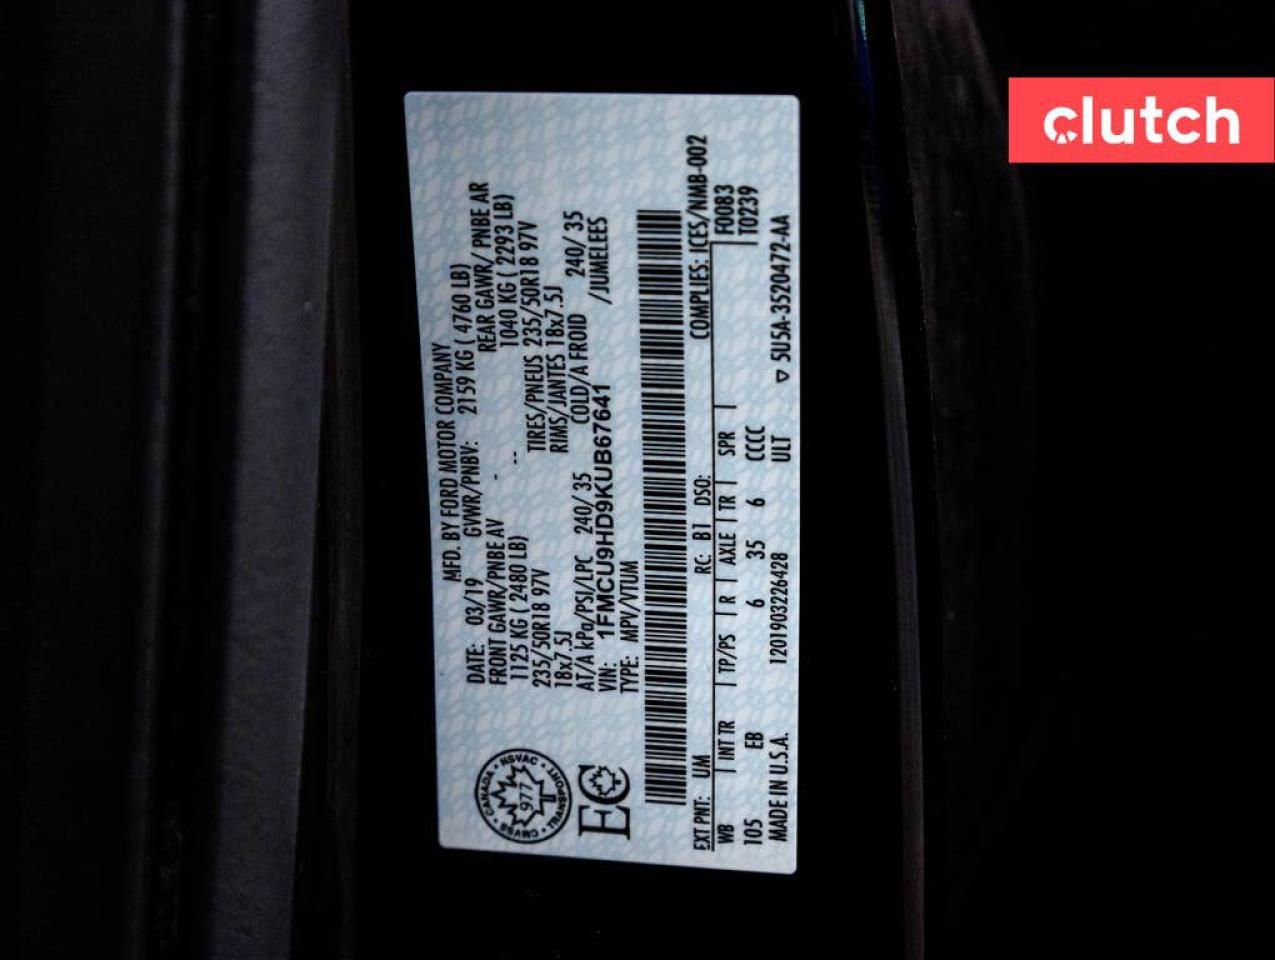 clutch
MFD. BY FORD MOTOR COMPANY
DATE: 03/19 GVWR/PNBV: 2159 KG ( 4760 LB)
FRONT GAWR/PNBE AV - REAR GAWR/ PNBE AR
1125 KG ( 2480 LB) -- 1040 KG ( 2293 LB)
235/50R18 97V TIRES/PNEUS 235/50R18 97V
18x7.5J RIMS/JANTES 18x7.5J
AT/A kPa/PSI/LPC 240/ 35 COLD/A FROID 240/ 35
VIN: 1FMCU9HD9KUB67641 /JUMELEES
TYPE: MPV/VTUM
CANADA · NSVAC · TRANSPORT · CMVSS ·
977
EC
EXT PNT: UM RC: B1 DSO: COMPLIES: ICES/NMB-002
WB | INT TR | TP/PS | R | AXLE | TR | SPR | F0083
105 EB 6 35 6 CCCC T0239
MADE IN U.S.A. 1201903226428 ULT ▽ 5U5A-3520472-AA